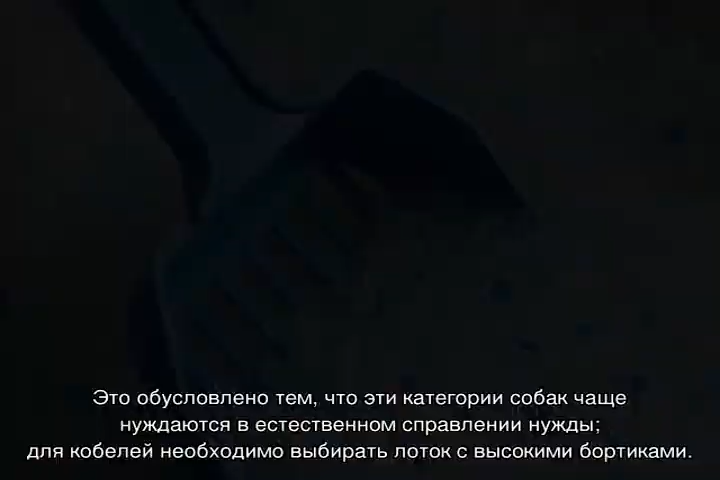 Это обусловлено тем, что эти категории собак чаще
нуждаются в естественном справлении нужды;
для кобелей необходимо выбирать лоток с высокими бортиками.